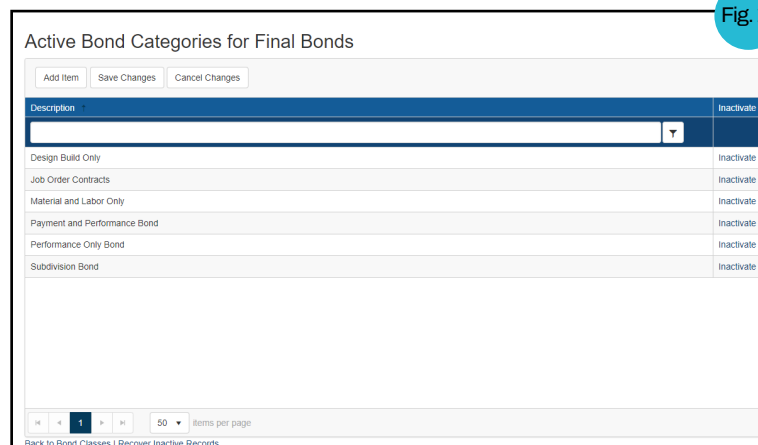 Fig.
Active Bond Categories for Final Bonds
Add Item Save Changes Cancel Changes
Description Inactivate
Design Build Only Inactivate
Job Order Contracts Inactivate
Material and Labor Only Inactivate
Payment and Performance Bond Inactivate
Performance Only Bond Inactivate
Subdivision Bond Inactivate
1 50 items per page
Back to Bond Classes | Recover Inactive Records